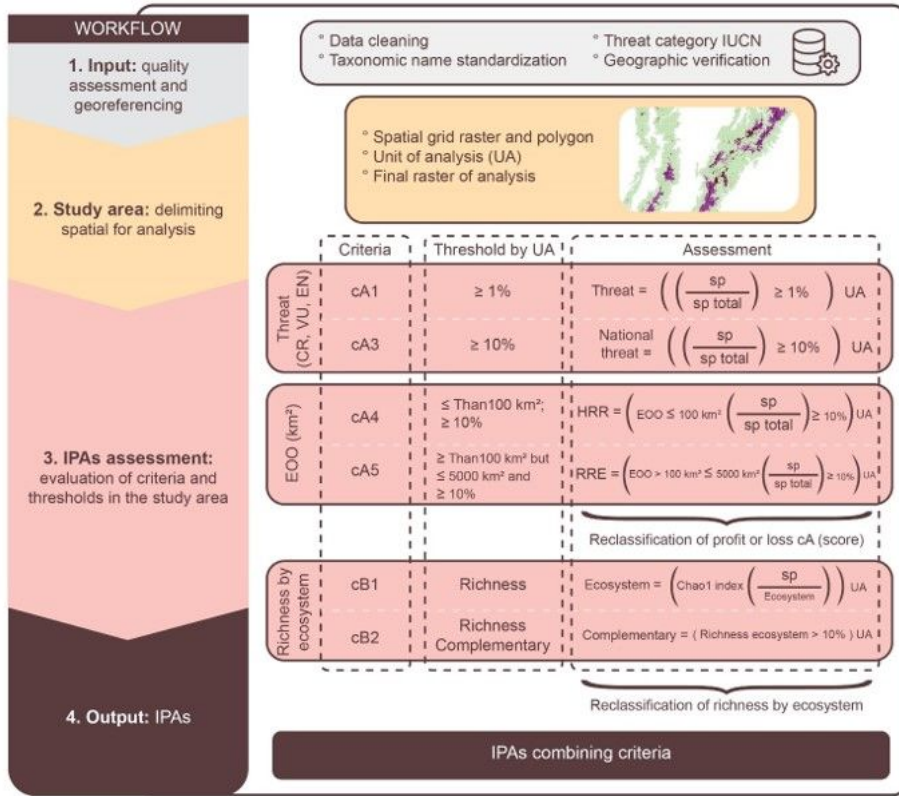 WORKFLOW
1. Input: quality
assessment and
georeferencing
2. Study area: delimiting
spatial for analysis
3. IPAs assessment:
evaluation of criteria and
thresholds in the study area
4. Output: IPAs
° Data cleaning
° Taxonomic name standardization
° Threat category IUCN
° Geographic verification
° Spatial grid raster and polygon
° Unit of analysis (UA)
° Final raster of analysis
Criteria
Threshold by UA
Assessment
Threat
(CR, VU, EN)
cA1
≥ 1%
Threat = ( ( sp / sp total ) ≥ 1% ) UA
cA3
≥ 10%
National
threat = ( ( sp / sp total ) ≥ 10% ) UA
EOO (km²)
cA4
≤ Than100 km²;
≥ 10%
HRR = ( EOO ≤ 100 km² ( sp / sp total ) ≥ 10% ) UA
cA5
≥ Than100 km² but
≤ 5000 km² and
≥ 10%
RRE = ( EOO > 100 km² ≤ 5000 km² ( sp / sp total ) ≥ 10% ) UA
Reclassification of profit or loss cA (score)
Richness by
ecosystem
cB1
Richness
Ecosystem = ( Chao1 index ( sp / Ecosystem ) ) UA
cB2
Richness
Complementary
Complementary = ( Richness ecosystem > 10% ) UA
Reclassification of richness by ecosystem
IPAs combining criteria